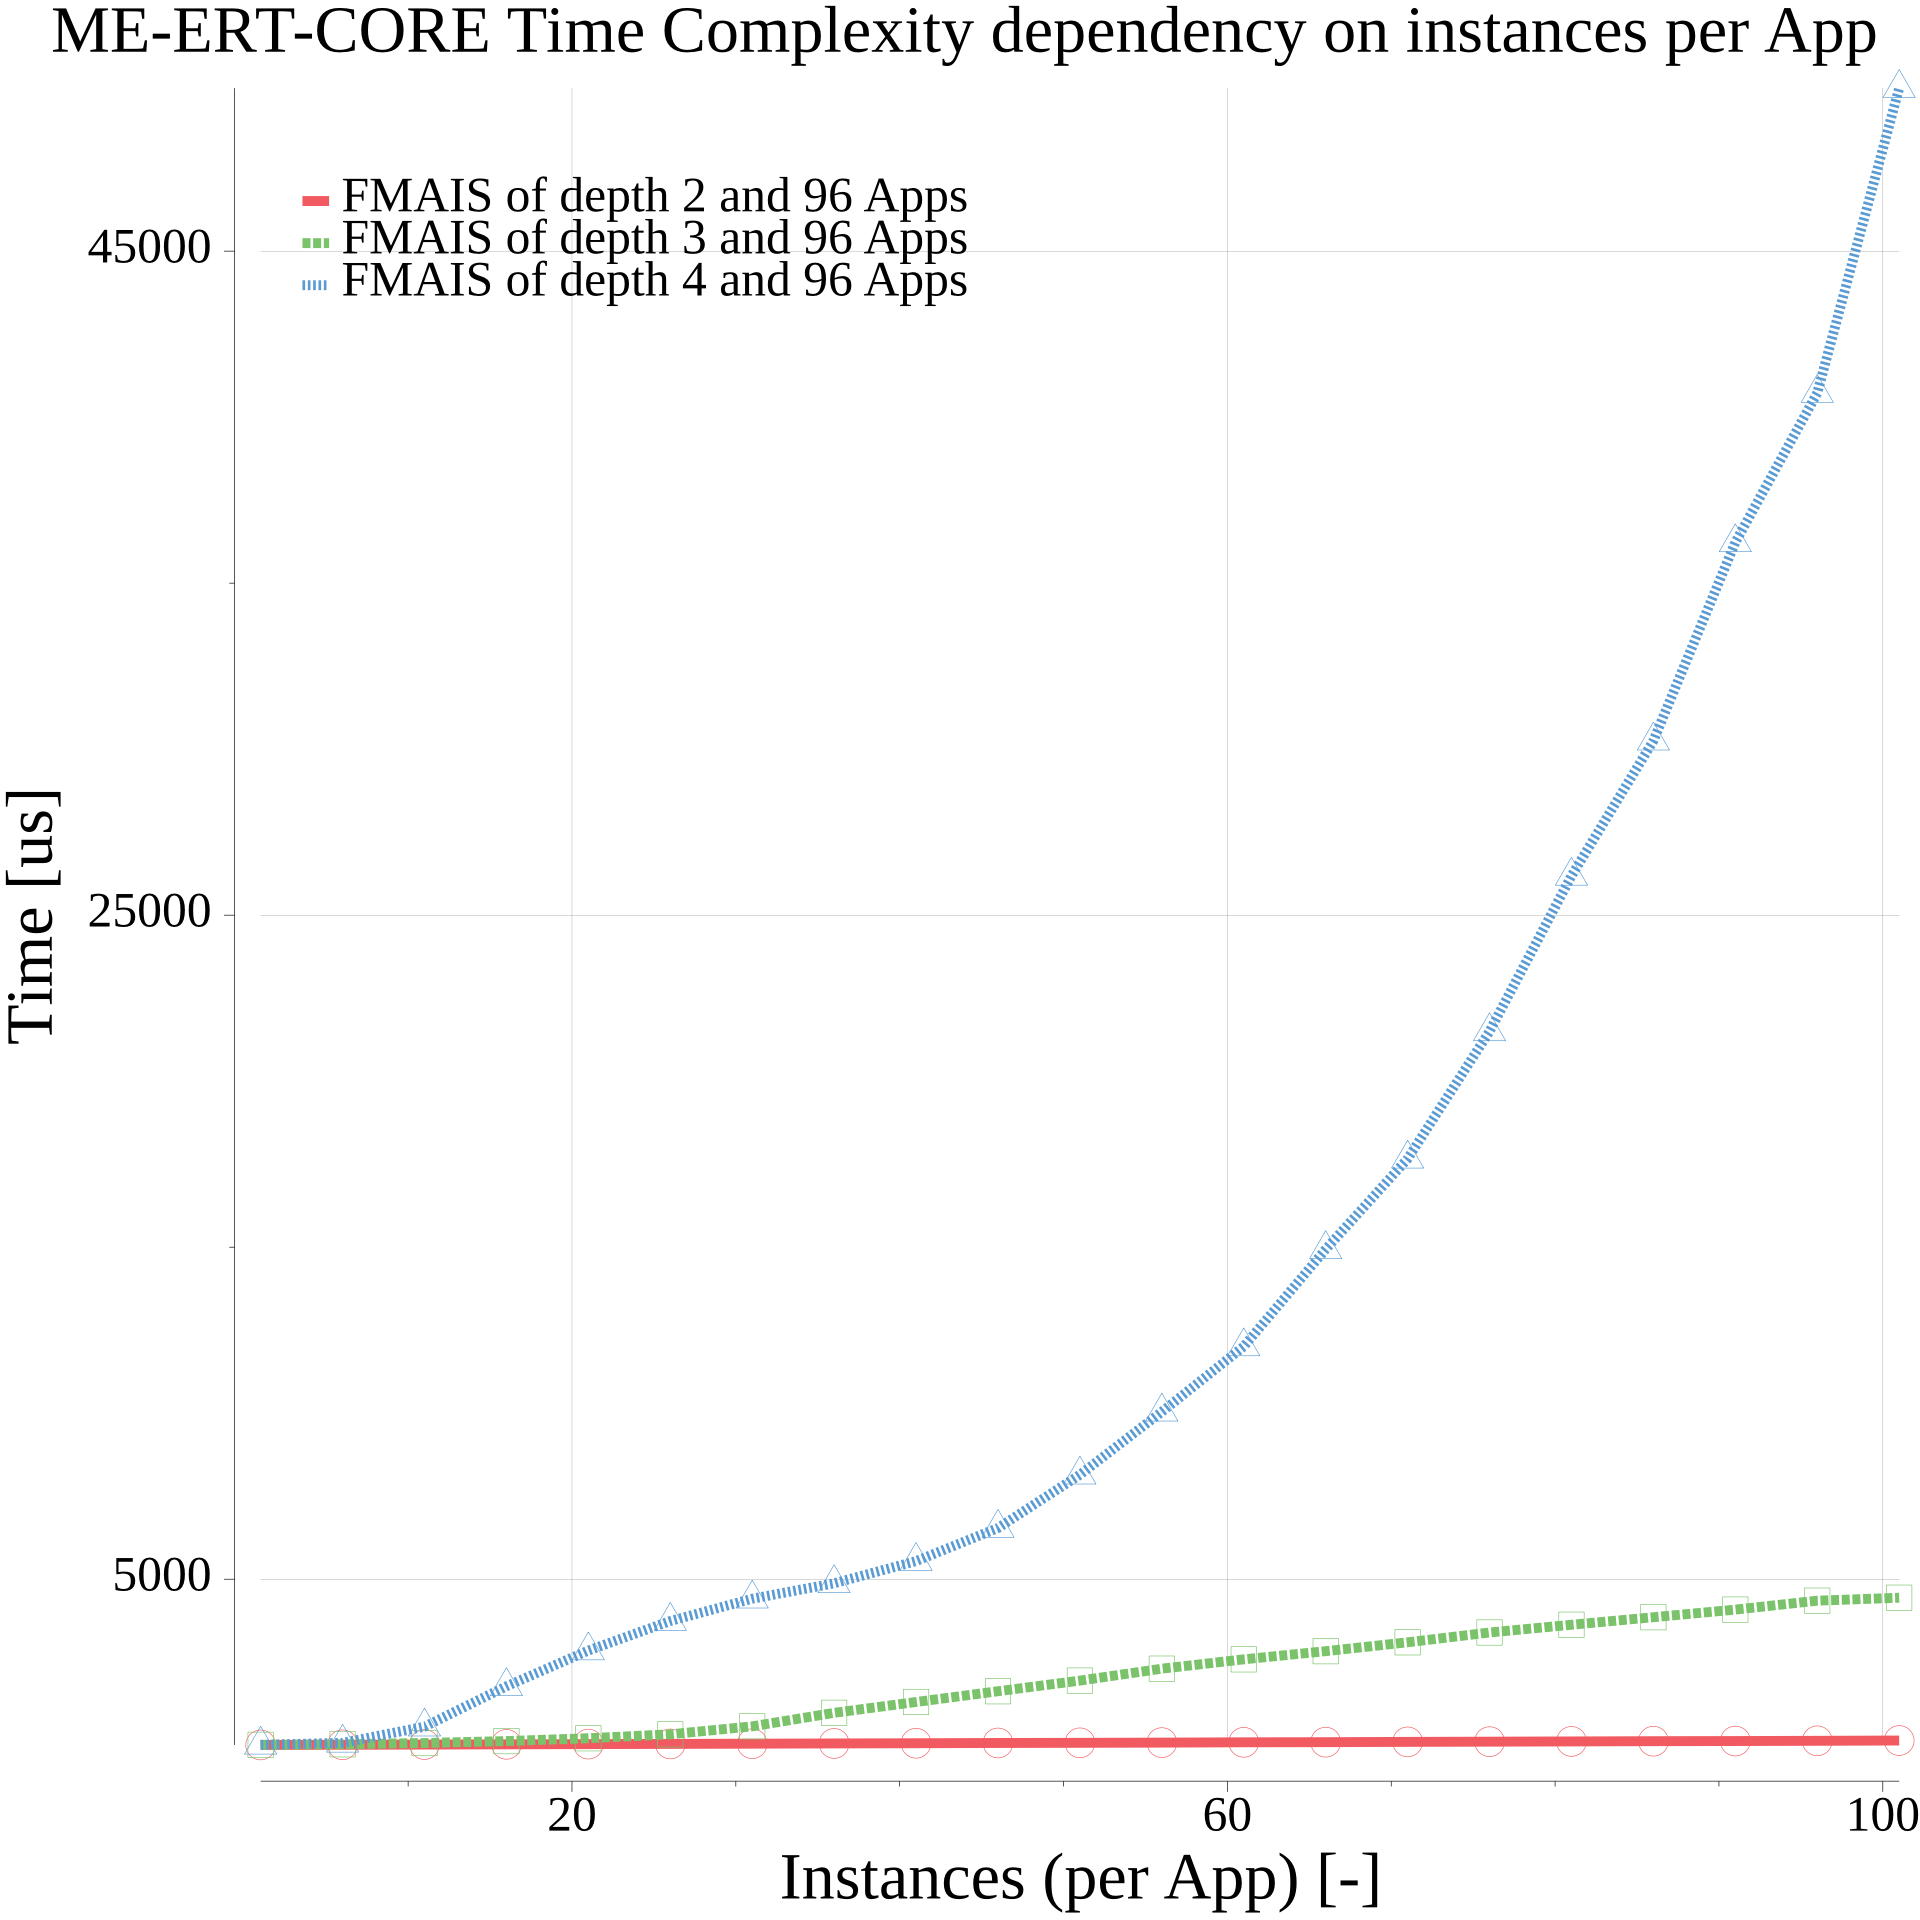 ME-ERT-CORE Time Complexity dependency on instances per App
FMAIS of depth 2 and 96 Apps
FMAIS of depth 3 and 96 Apps
FMAIS of depth 4 and 96 Apps
45000
25000
5000
Time [us]
20
60
100
Instances (per App) [-]